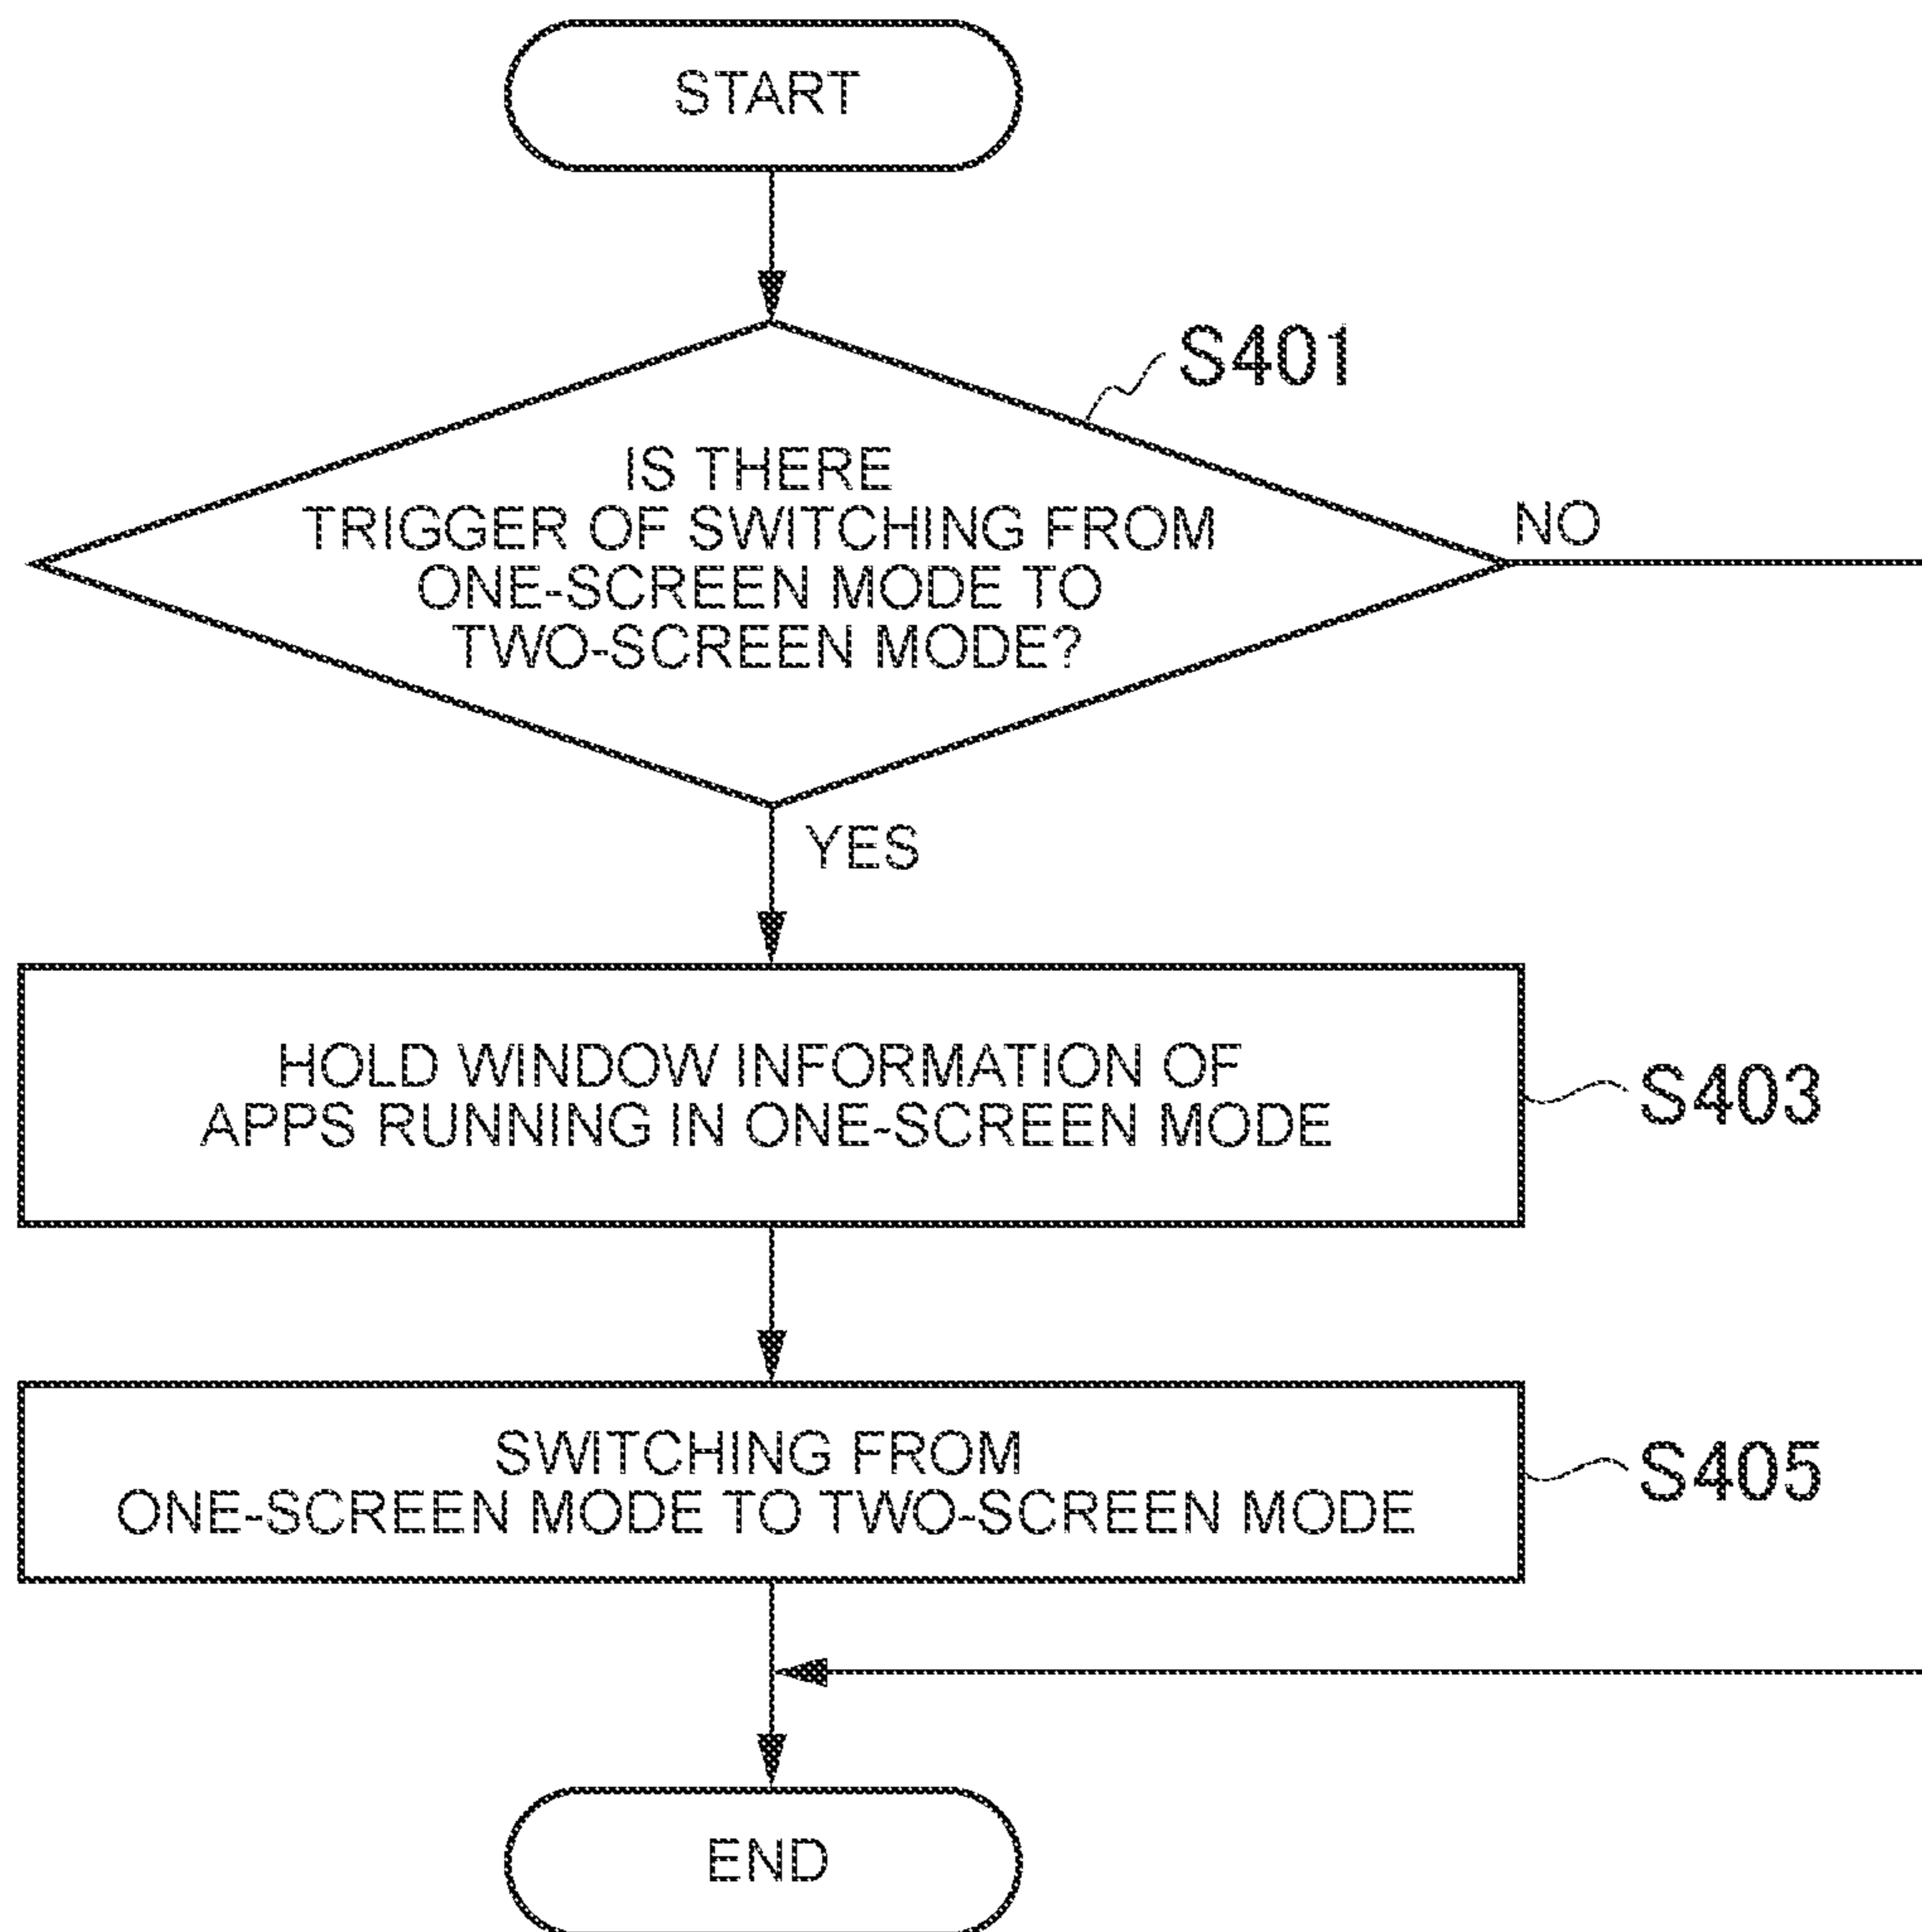 START
S401
IS THERE
TRIGGER OF SWITCHING FROM
ONE-SCREEN MODE TO
TWO-SCREEN MODE?
NO
YES
HOLD WINDOW INFORMATION OF
APPS RUNNING IN ONE-SCREEN MODE
S403
SWITCHING FROM
ONE-SCREEN MODE TO TWO-SCREEN MODE
S405
END